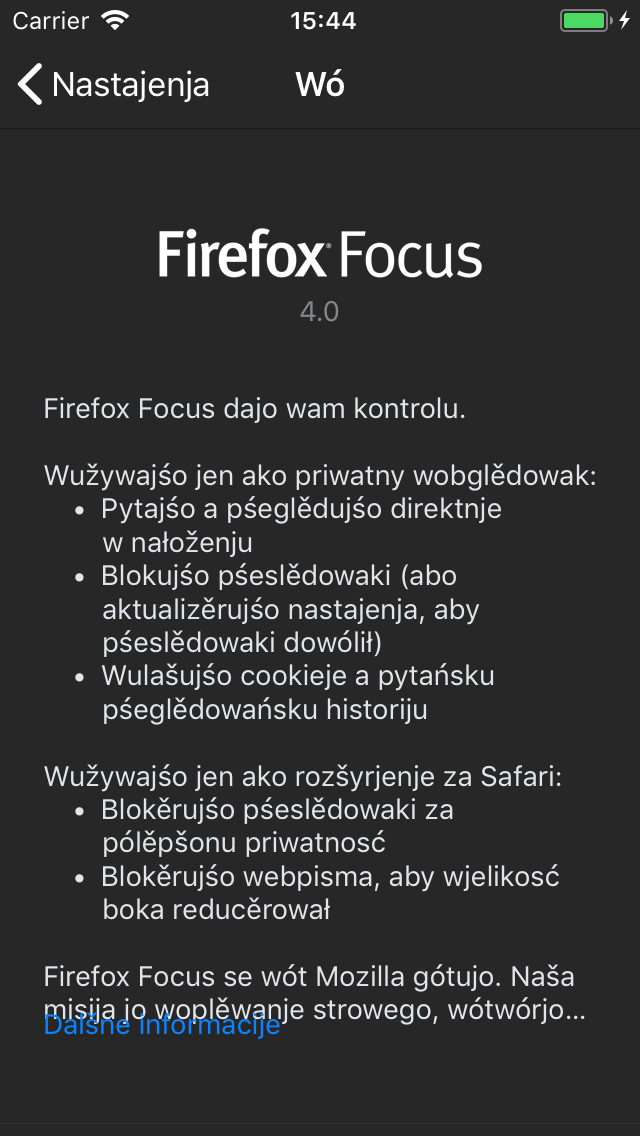 Carrier 15:44
Nastajenja Wó
Firefox Focus
4.0
Firefox Focus dajo wam kontrolu.
Wužywajśo jen ako priwatny wobglědowak:
• Pytajśo a pśeglědujśo direktnje
w nałoženju
• Blokujśo pśeslědowaki (abo
aktualizěrujśo nastajenja, aby
pśeslědowaki dowólił)
• Wulašujśo cookieje a pytańsku
pśeglědowańsku historiju
Wužywajśo jen ako rozšyrjenje za Safari:
• Blokěrujśo pśeslědowaki za
pólěpšonu priwatnosć
• Blokěrujśo webpisma, aby wjelikosć
boka reducěrował
Firefox Focus se wót Mozilla gótujo. Naša
misija jo woplěwanje strowego, wótwórjo...
Dalšne informacije